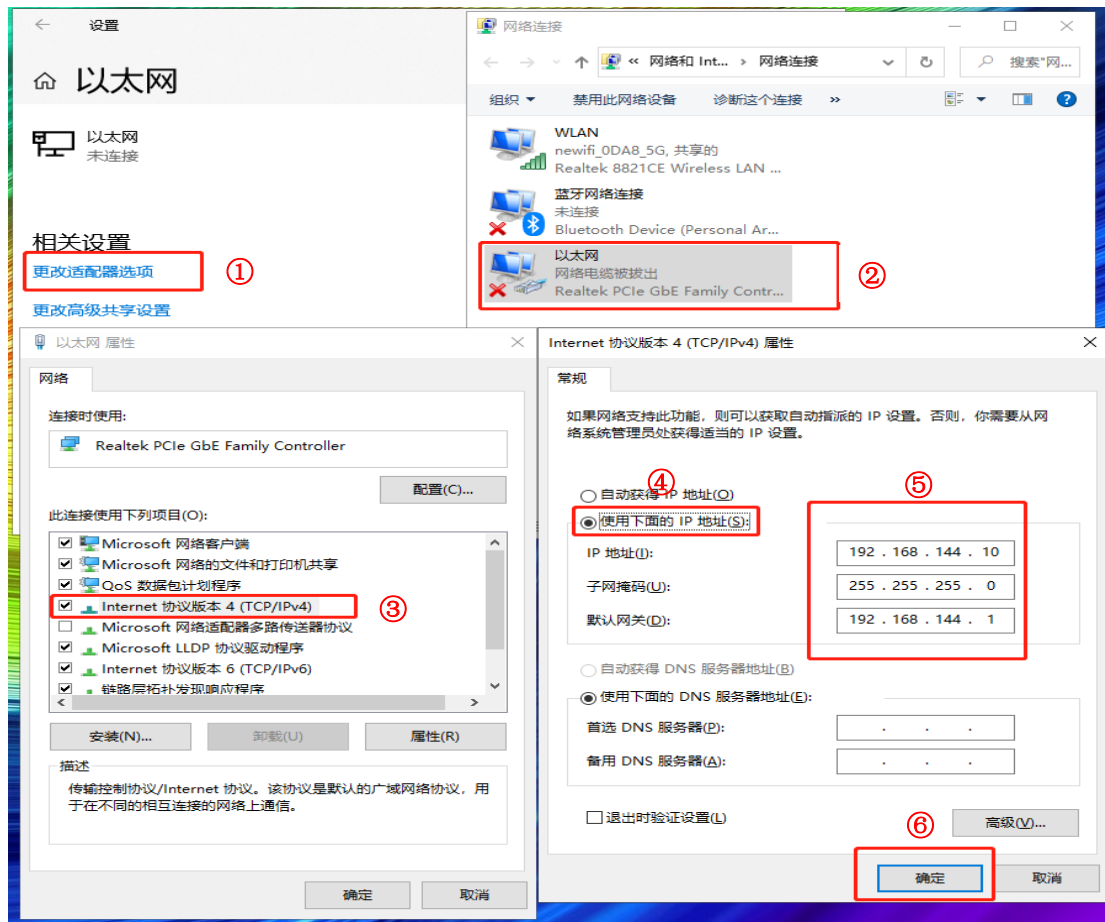 设置
以太网
以太网
未连接
相关设置
更改适配器选项
①
更改高级共享设置
网络连接
« 网络和 Int... › 网络连接
搜索"网...
组织
禁用此网络设备
诊断这个连接
»
WLAN
newifi_0DA8_5G, 共享的
Realtek 8821CE Wireless LAN ...
蓝牙网络连接
未连接
Bluetooth Device (Personal Ar...
以太网
网络电缆被拔出
Realtek PCIe GbE Family Contr...
②
以太网 属性
网络
连接时使用:
Realtek PCIe GbE Family Controller
配置(C)...
此连接使用下列项目(O):
Microsoft 网络客户端
Microsoft 网络的文件和打印机共享
QoS 数据包计划程序
Internet 协议版本 4 (TCP/IPv4)
③
Microsoft 网络适配器多路传送器协议
Microsoft LLDP 协议驱动程序
Internet 协议版本 6 (TCP/IPv6)
链路层拓扑发现响应程序
安装(N)...
卸载(U)
属性(R)
描述
传输控制协议/Internet 协议。该协议是默认的广域网络协议，用
于在不同的相互连接的网络上通信。
确定
取消
Internet 协议版本 4 (TCP/IPv4) 属性
常规
如果网络支持此功能，则可以获取自动指派的 IP 设置。否则，你需要从网
络系统管理员处获得适当的 IP 设置。
④
自动获得 IP 地址(O)
⑤
使用下面的 IP 地址(S):
IP 地址(I):
192 . 168 . 144 . 10
子网掩码(U):
255 . 255 . 255 . 0
默认网关(D):
192 . 168 . 144 . 1
自动获得 DNS 服务器地址(B)
使用下面的 DNS 服务器地址(E):
首选 DNS 服务器(P):
. . .
备用 DNS 服务器(A):
. . .
退出时验证设置(L)
⑥
高级(V)...
确定
取消